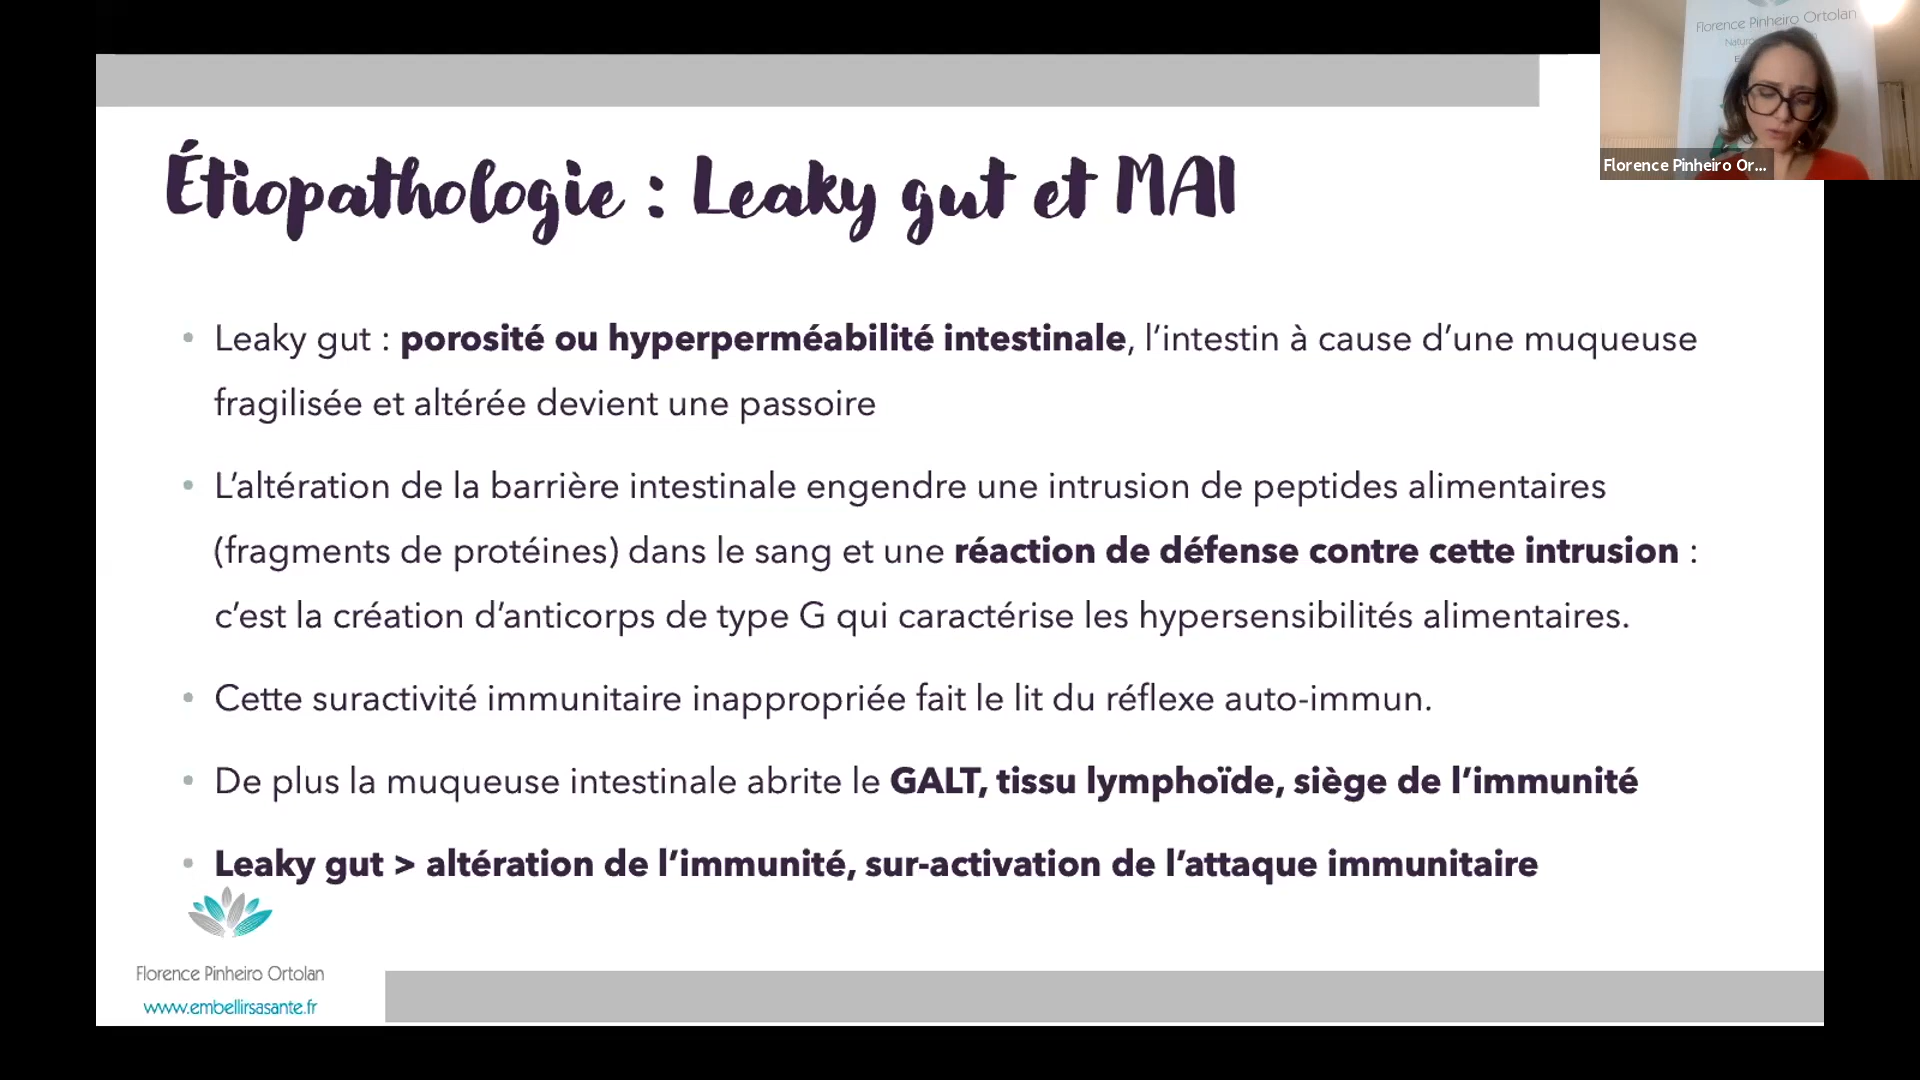 Florence Pinheiro Ortolan
Florence Pinheiro Or...
Étiopathologie : Leaky gut et MAI
• Leaky gut : porosité ou hyperperméabilité intestinale, l’intestin à cause d’une muqueuse
fragilisée et altérée devient une passoire
• L’altération de la barrière intestinale engendre une intrusion de peptides alimentaires
(fragments de protéines) dans le sang et une réaction de défense contre cette intrusion :
c’est la création d’anticorps de type G qui caractérise les hypersensibilités alimentaires.
• Cette suractivité immunitaire inappropriée fait le lit du réflexe auto-immun.
• De plus la muqueuse intestinale abrite le GALT, tissu lymphoïde, siège de l’immunité
• Leaky gut > altération de l’immunité, sur-activation de l’attaque immunitaire
Florence Pinheiro Ortolan
www.embellirsasante.fr